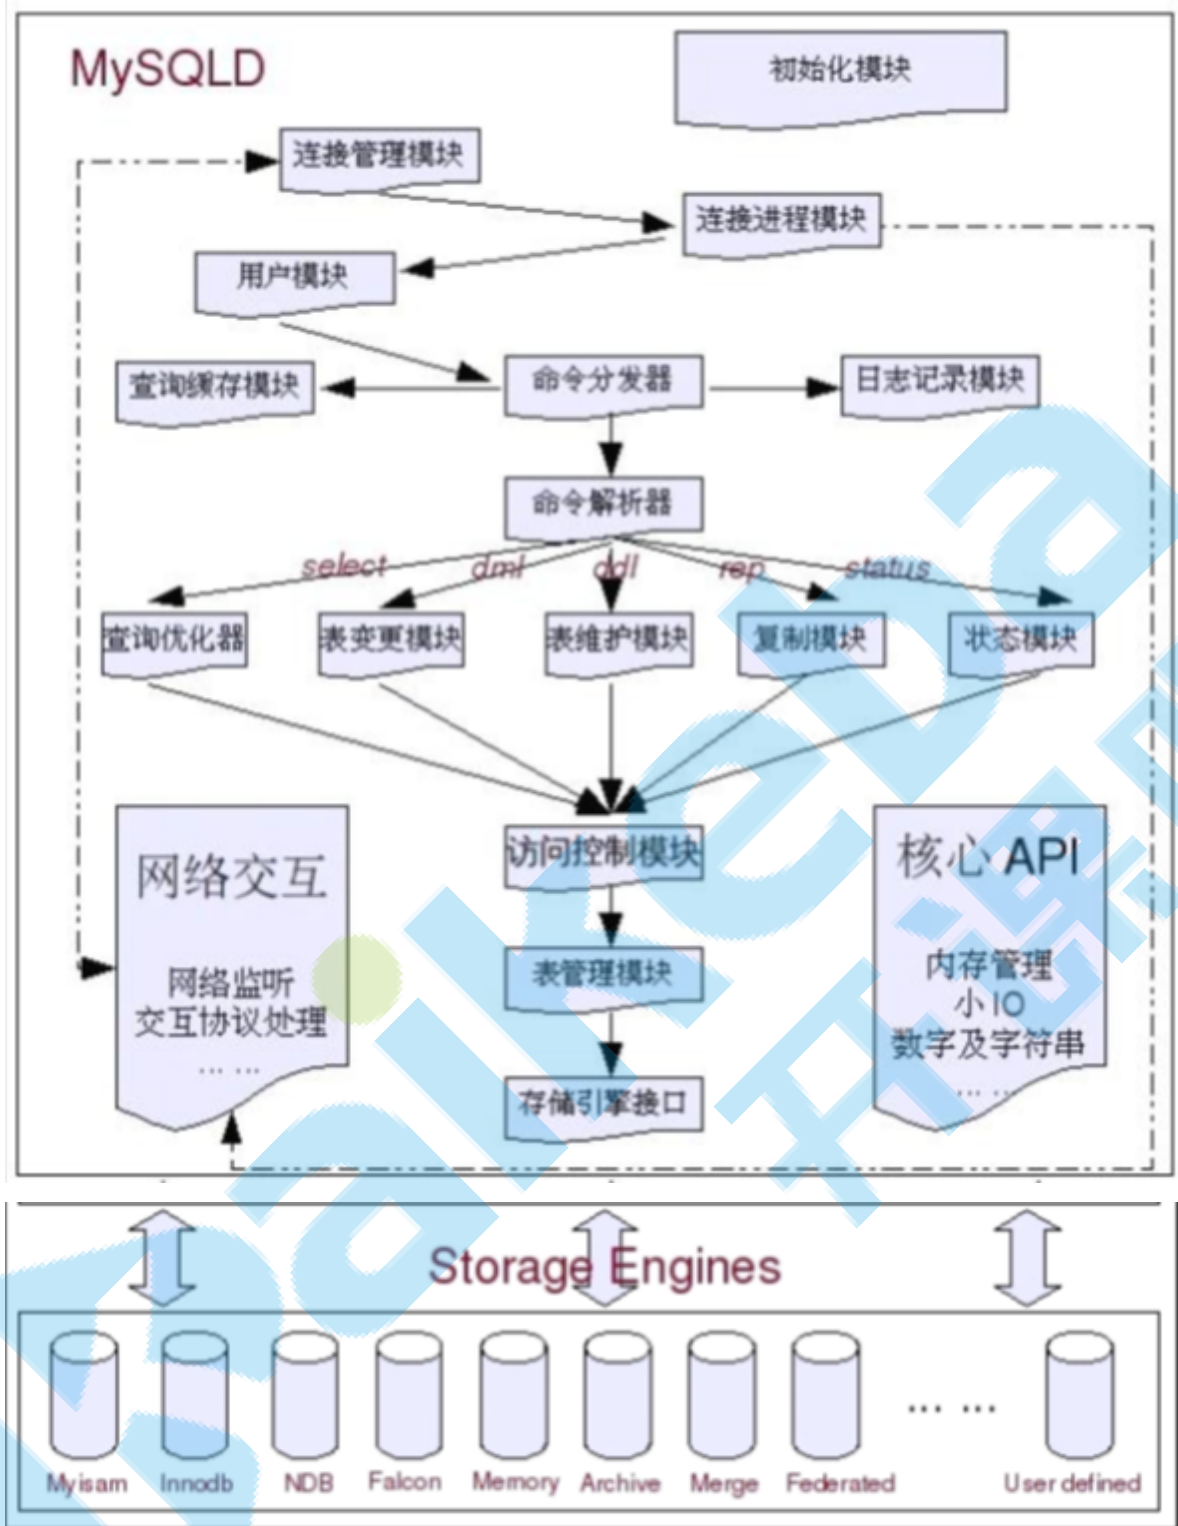 MySQLD
初始化模块
连接管理模块
连接进程模块
用户模块
查询缓存模块
命令分发器
日志记录模块
命令解析器
select
dml
ddl
rep
status
查询优化器
表变更模块
表维护模块
复制模块
状态模块
网络交互
网络监听
交互协议处理
... ...
访问控制模块
表管理模块
存储引擎接口
核心 API
内存管理
小 IO
数字及字符串
... ...
Storage Engines
Myisam
Innodb
NDB
Falcon
Memory
Archive
Merge
Federated
... ...
User defined
kaikeba
开课吧